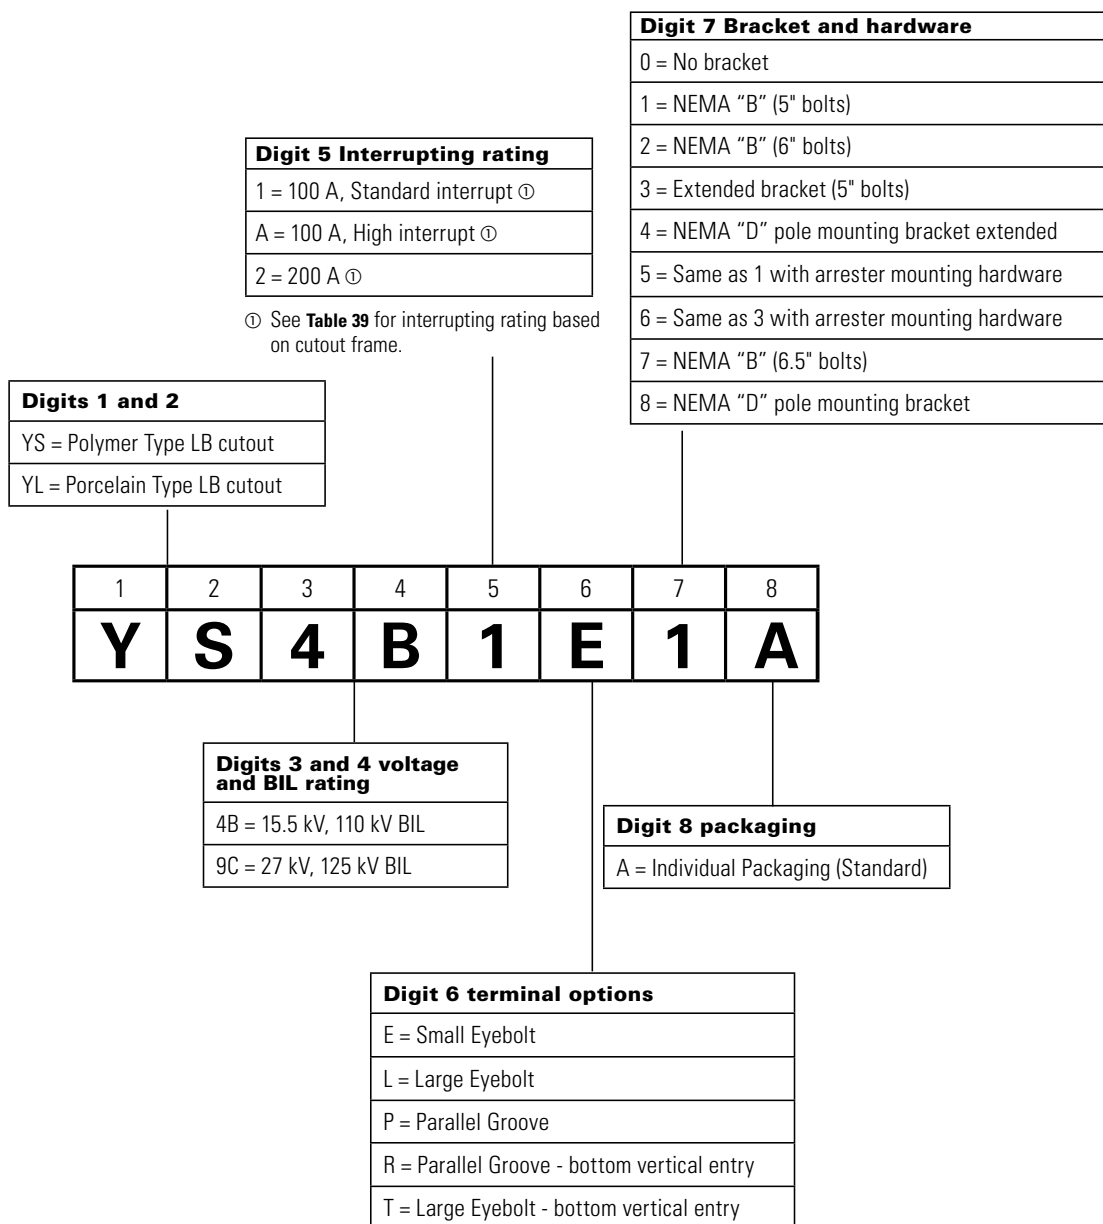 Digit 7 Bracket and hardware
0 = No bracket
1 = NEMA “B” (5" bolts)
2 = NEMA “B” (6" bolts)
3 = Extended bracket (5" bolts)
4 = NEMA “D” pole mounting bracket extended
5 = Same as 1 with arrester mounting hardware
6 = Same as 3 with arrester mounting hardware
7 = NEMA “B” (6.5" bolts)
8 = NEMA “D” pole mounting bracket
Digit 5 Interrupting rating
1 = 100 A, Standard interrupt ①
A = 100 A, High interrupt ①
2 = 200 A ①
① See Table 39 for interrupting rating based
on cutout frame.
Digits 1 and 2
YS = Polymer Type LB cutout
YL = Porcelain Type LB cutout
1 2 3 4 5 6 7 8
Y S 4 B 1 E 1 A
Digits 3 and 4 voltage
and BIL rating
4B = 15.5 kV, 110 kV BIL
9C = 27 kV, 125 kV BIL
Digit 8 packaging
A = Individual Packaging (Standard)
Digit 6 terminal options
E = Small Eyebolt
L = Large Eyebolt
P = Parallel Groove
R = Parallel Groove - bottom vertical entry
T = Large Eyebolt - bottom vertical entry